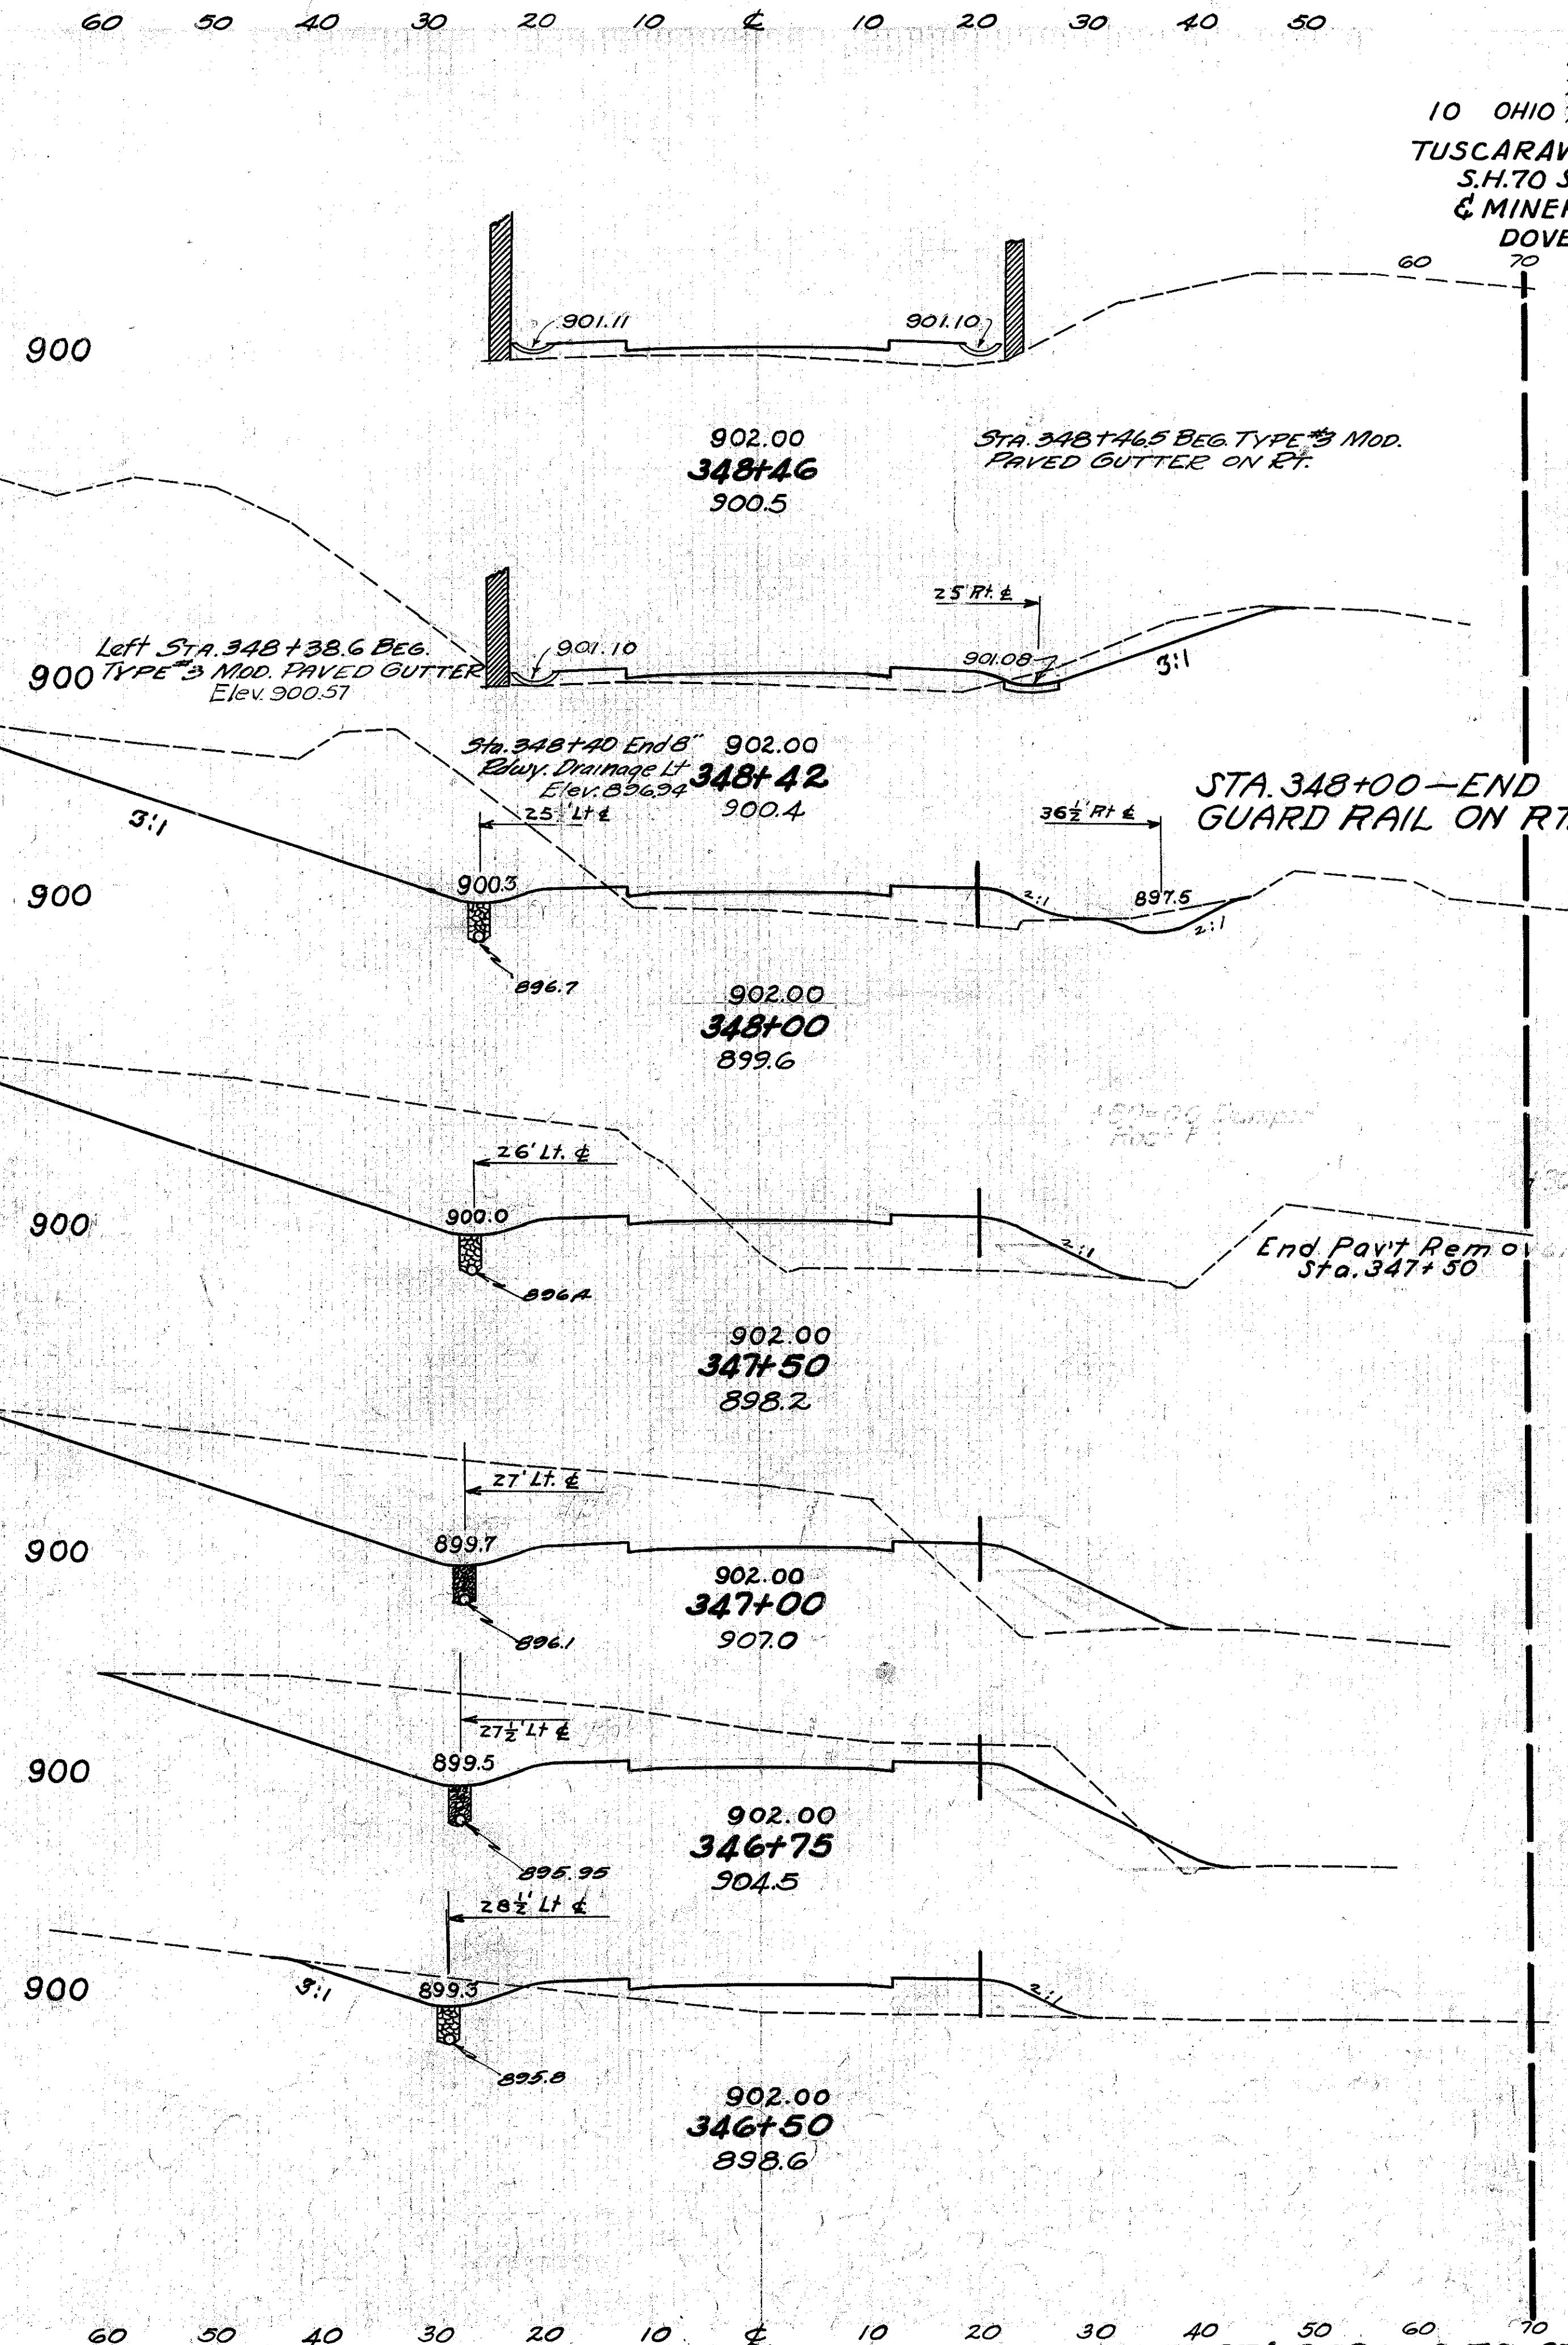 60 50 40 30 20 10 ℄ 10 20 30 40 50
10 OHIO
TUSCARAW
S.H.70 S
& MINER
DOVE
60 70
901.11 901.10
900
902.00
348+46
900.5
STA. 348+46.5 BEG. TYPE #3 MOD.
PAVED GUTTER ON RT.
25' Rt. ℄
Left STA. 348+38.6 BEG.
TYPE #3 MOD. PAVED GUTTER
Elev. 900.57
900
901.10 901.08
3:1
Sta. 348+40 End 8"
Rdwy. Drainage Lt
Elev. 896.94
902.00
348+42
900.4
STA. 348+00—END
GUARD RAIL ON RT.
3:1
25' Lt ℄ 36½' Rt ℄
900 900.3 2:1 897.5
2:1
896.7
902.00
348+00
899.6
26' Lt. ℄
900 900.0 2:1
End Pav't Remov
Sta. 347+50
896.4
902.00
347+50
898.2
27' Lt. ℄
900 899.7
902.00
347+00
907.0
896.1
27½' Lt ℄
900 899.5
902.00
346+75
904.5
895.95
28½' Lt ℄
900 3:1 899.3 2:1
895.8
902.00
346+50
898.6
60 50 40 30 20 10 ℄ 10 20 30 40 50 60 70